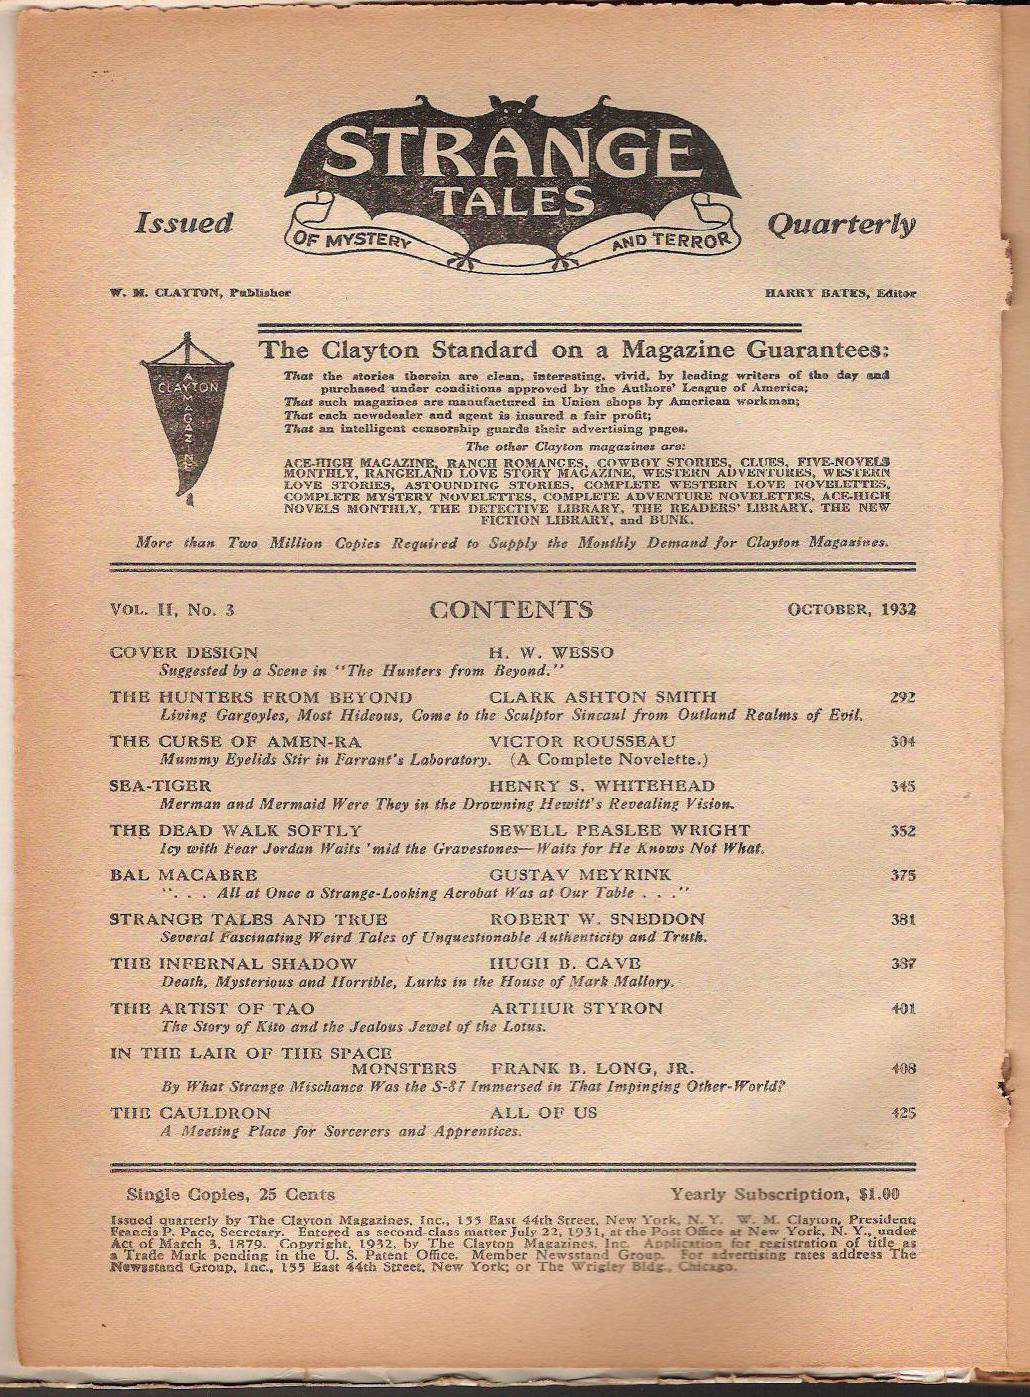 STRANGE
TALES
OF MYSTERY AND TERROR
Issued Quarterly
W. M. CLAYTON, Publisher HARRY BATES, Editor
A
CLAYTON
MAGAZINE
The Clayton Standard on a Magazine Guarantees:
That the stories therein are clean, interesting, vivid, by leading writers of the day and
purchased under conditions approved by the Authors' League of America;
That such magazines are manufactured in Union shops by American workmen;
That each newsdealer and agent is insured a fair profit;
That an intelligent censorship guards their advertising pages.
The other Clayton magazines are:
ACE-HIGH MAGAZINE, RANCH ROMANCES, COWBOY STORIES, CLUES, FIVE-NOVELS
MONTHLY, RANGELAND LOVE STORY MAGAZINE, WESTERN ADVENTURES, WESTERN
LOVE STORIES, ASTOUNDING STORIES, COMPLETE WESTERN LOVE NOVELETTES,
COMPLETE MYSTERY NOVELETTES, COMPLETE ADVENTURE NOVELETTES, ACE-HIGH
NOVELS MONTHLY, THE DETECTIVE LIBRARY, THE READERS' LIBRARY, THE NEW
FICTION LIBRARY, and BUNK.
More than Two Million Copies Required to Supply the Monthly Demand for Clayton Magazines.
VOL. II, No. 3 CONTENTS OCTOBER, 1932
COVER DESIGN H. W. WESSO
Suggested by a Scene in "The Hunters from Beyond."
THE HUNTERS FROM BEYOND CLARK ASHTON SMITH 292
Living Gargoyles, Most Hideous, Come to the Sculptor Sincaul from Outland Realms of Evil.
THE CURSE OF AMEN-RA VICTOR ROUSSEAU 304
Mummy Eyelids Stir in Farrant's Laboratory. (A Complete Novelette.)
SEA-TIGER HENRY S. WHITEHEAD 345
Merman and Mermaid Were They in the Drowning Hewitt's Revealing Vision.
THE DEAD WALK SOFTLY SEWELL PEASLEE WRIGHT 352
Icy with Fear Jordan Waits 'mid the Gravestones—Waits for He Knows Not What.
BAL MACABRE GUSTAV MEYRINK 375
". . . All at Once a Strange-Looking Acrobat Was at Our Table . . ."
STRANGE TALES AND TRUE ROBERT W. SNEDDON 381
Several Fascinating Weird Tales of Unquestionable Authenticity and Truth.
THE INFERNAL SHADOW HUGH B. CAVE 387
Death, Mysterious and Horrible, Lurks in the House of Mark Mallory.
THE ARTIST OF TAO ARTHUR STYRON 401
The Story of Kito and the Jealous Jewel of the Lotus.
IN THE LAIR OF THE SPACE
MONSTERS FRANK B. LONG, JR. 408
By What Strange Mischance Was the S-87 Immersed in That Impinging Other-World?
THE CAULDRON ALL OF US 425
A Meeting Place for Sorcerers and Apprentices.
Single Copies, 25 Cents Yearly Subscription, $1.00
Issued quarterly by The Clayton Magazines, Inc., 155 East 44th Street, New York, N. Y. W. M. Clayton, President;
Francis P. Pace, Secretary. Entered as second-class matter July 22, 1931, at the Post Office at New York, N. Y., under
Act of March 3, 1879. Copyright, 1932, by The Clayton Magazines, Inc. Application for registration of title as
a Trade Mark pending in the U. S. Patent Office. Member Newsstand Group. For advertising rates address The
Newsstand Group, Inc., 155 East 44th Street, New York; or The Wrigley Bldg., Chicago.